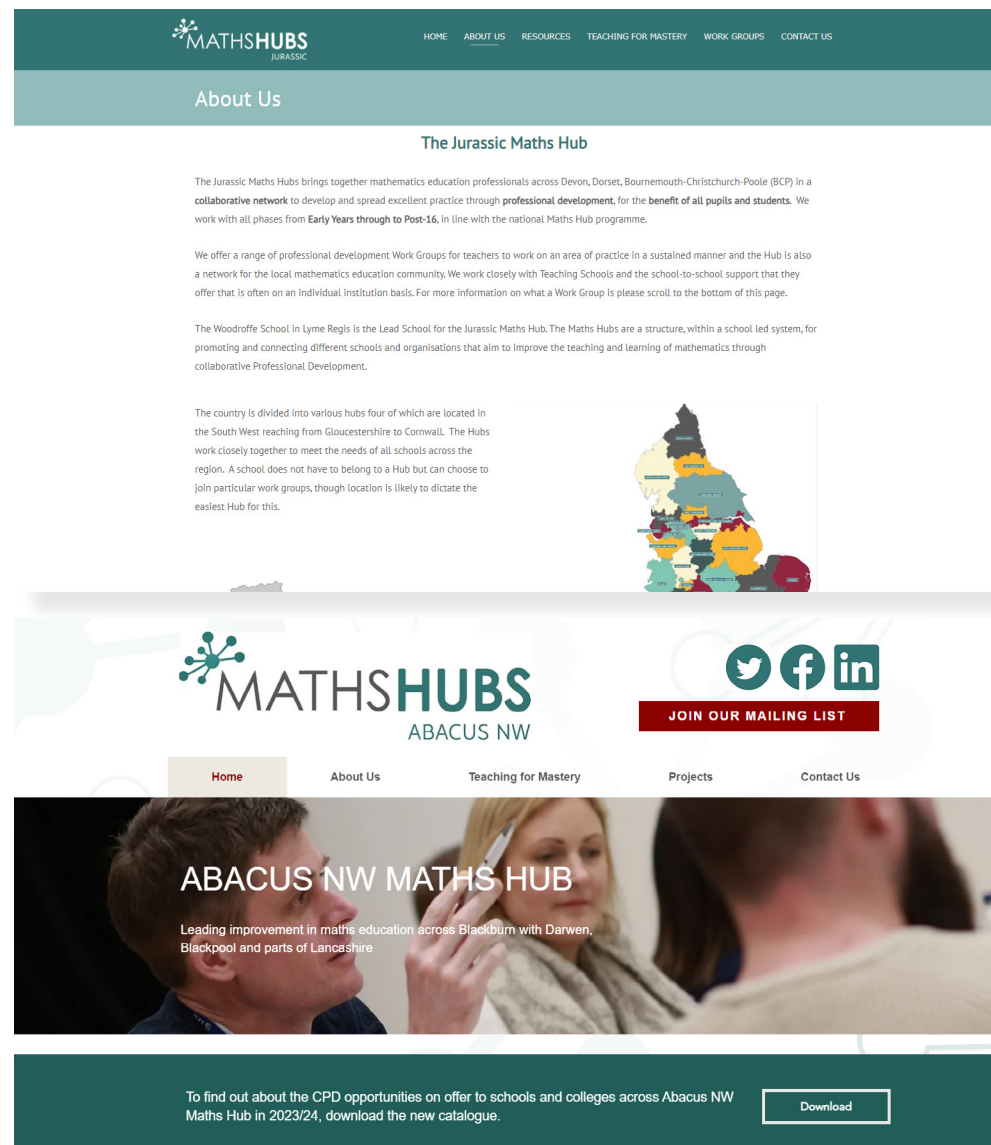 MATHSHUBS
JURASSIC
HOME ABOUT US RESOURCES TEACHING FOR MASTERY WORK GROUPS CONTACT US
About Us
The Jurassic Maths Hub
The Jurassic Maths Hubs brings together mathematics education professionals across Devon, Dorset, Bournemouth-Christchurch-Poole (BCP) in a
collaborative network to develop and spread excellent practice through professional development, for the benefit of all pupils and students. We
work with all phases from Early Years through to Post-16, in line with the national Maths Hub programme.
We offer a range of professional development Work Groups for teachers to work on an area of practice in a sustained manner and the Hub is also
a network for the local mathematics education community. We work closely with Teaching Schools and the school-to-school support that they
offer that is often on an individual institution basis. For more information on what a Work Group is please scroll to the bottom of this page.
The Woodroffe School in Lyme Regis is the Lead School for the Jurassic Maths Hub. The Maths Hubs are a structure, within a school led system, for
promoting and connecting different schools and organisations that aim to improve the teaching and learning of mathematics through
collaborative Professional Development.
The country is divided into various hubs four of which are located in
the South West reaching from Gloucestershire to Cornwall. The Hubs
work closely together to meet the needs of all schools across the
region. A school does not have to belong to a Hub but can choose to
join particular work groups, though location is likely to dictate the
easiest Hub for this.
MATHSHUBS
ABACUS NW
JOIN OUR MAILING LIST
Home About Us Teaching for Mastery Projects Contact Us
ABACUS NW MATHS HUB
Leading improvement in maths education across Blackburn with Darwen,
Blackpool and parts of Lancashire
To find out about the CPD opportunities on offer to schools and colleges across Abacus NW
Maths Hub in 2023/24, download the new catalogue.
Download